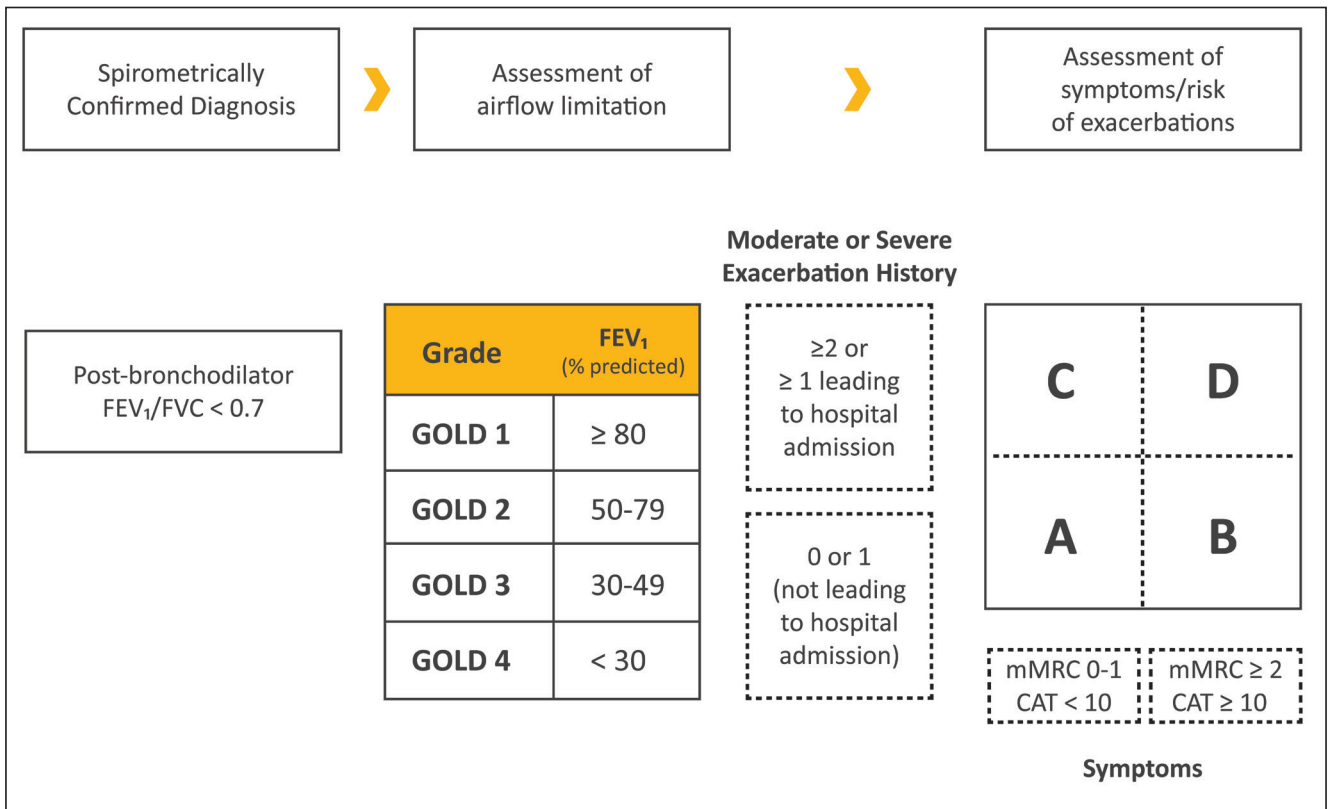 Spirometrically
Confirmed Diagnosis
Assessment of
airflow limitation
Assessment of
symptoms/risk
of exacerbations
Post-bronchodilator
FEV₁/FVC < 0.7
Grade
FEV₁
(% predicted)
GOLD 1
≥ 80
GOLD 2
50-79
GOLD 3
30-49
GOLD 4
< 30
Moderate or Severe
Exacerbation History
≥2 or
≥ 1 leading
to hospital
admission
0 or 1
(not leading
to hospital
admission)
C
D
A
B
mMRC 0-1
CAT < 10
mMRC ≥ 2
CAT ≥ 10
Symptoms